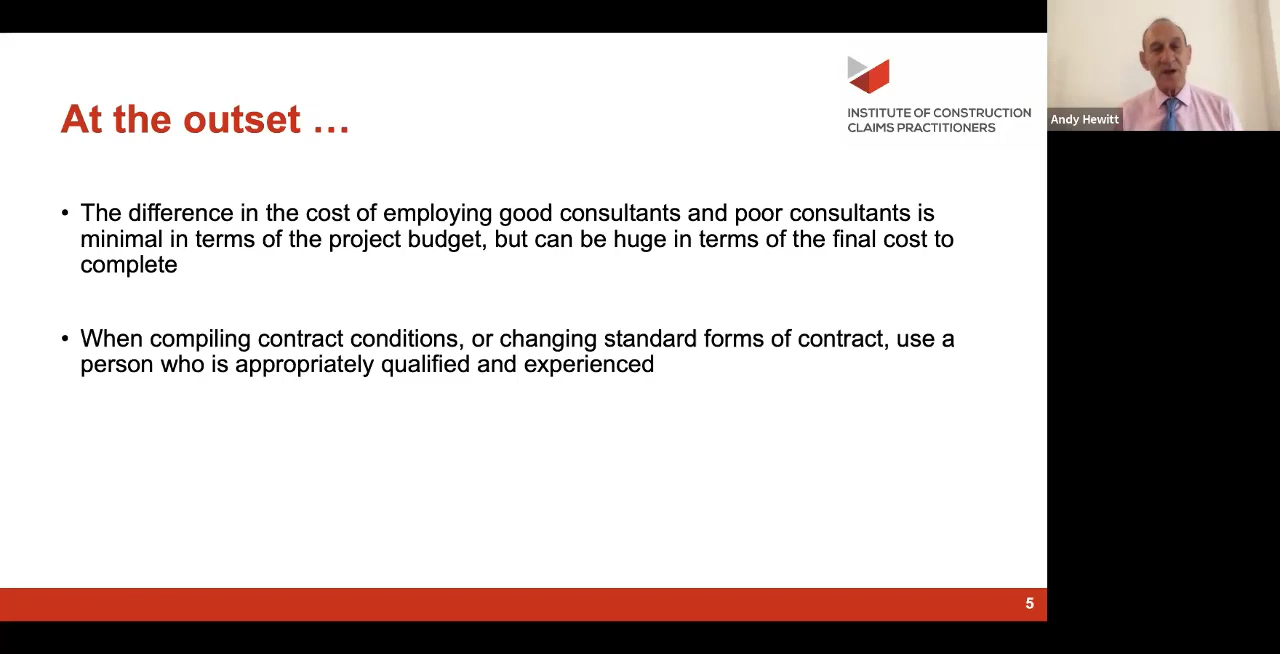 INSTITUTE OF CONSTRUCTION
CLAIMS PRACTITIONERS
At the outset …
• The difference in the cost of employing good consultants and poor consultants is
minimal in terms of the project budget, but can be huge in terms of the final cost to
complete
• When compiling contract conditions, or changing standard forms of contract, use a
person who is appropriately qualified and experienced
5
Andy Hewitt